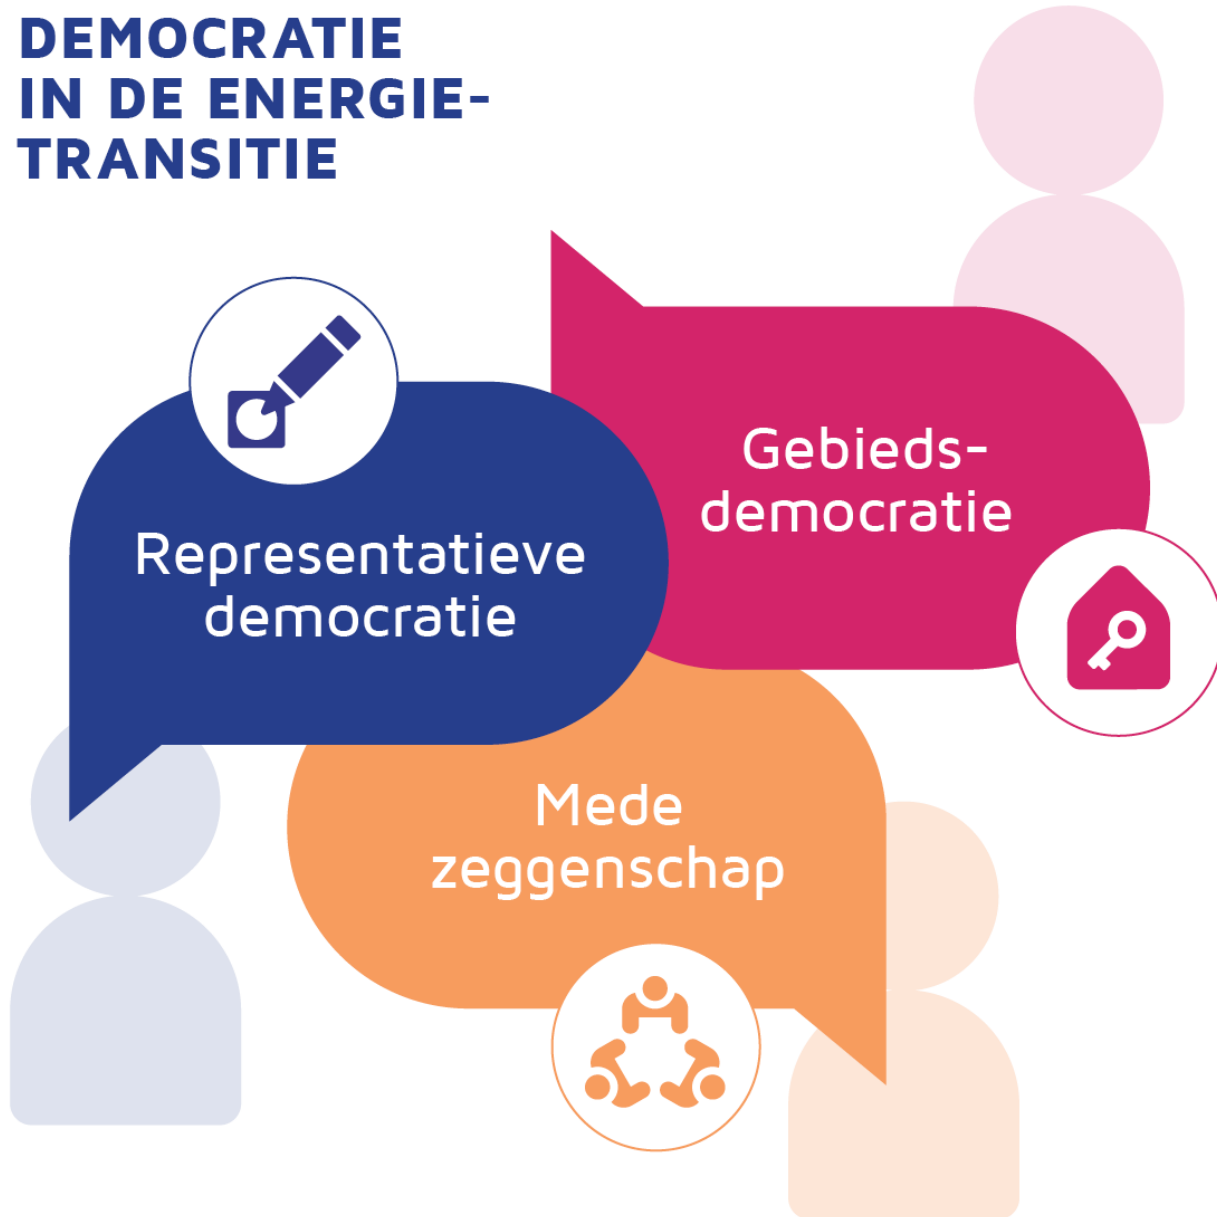 DEMOCRATIE
IN DE ENERGIE-
TRANSITIE
Gebieds-
democratie
Representatieve
democratie
Mede
zeggenschap